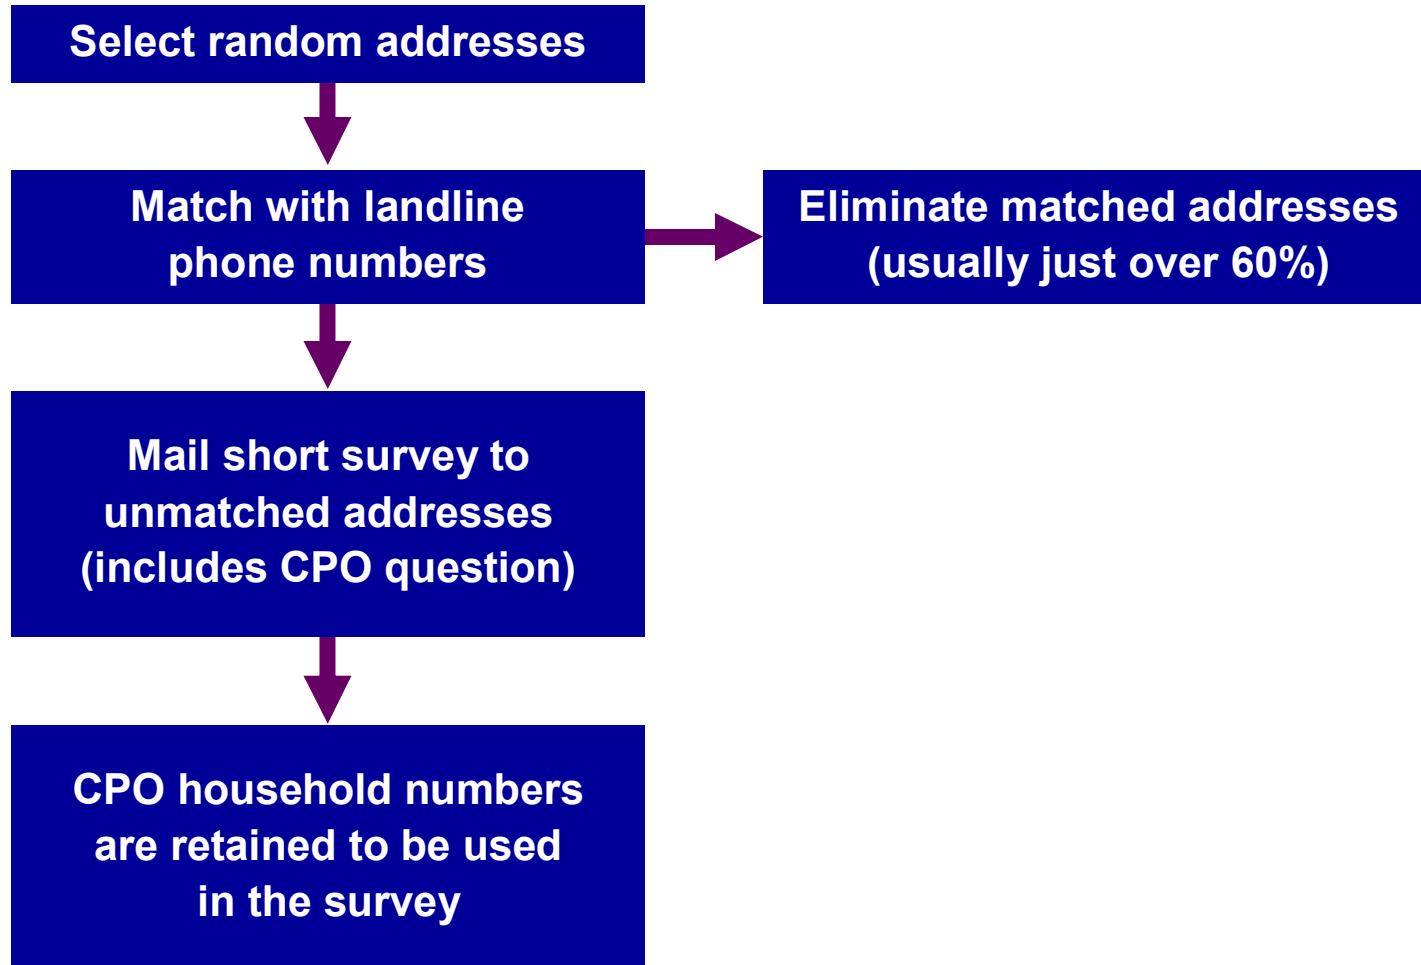 Select random addresses
Match with landline
phone numbers
Eliminate matched addresses
(usually just over 60%)
Mail short survey to
unmatched addresses
(includes CPO question)
CPO household numbers
are retained to be used
in the survey